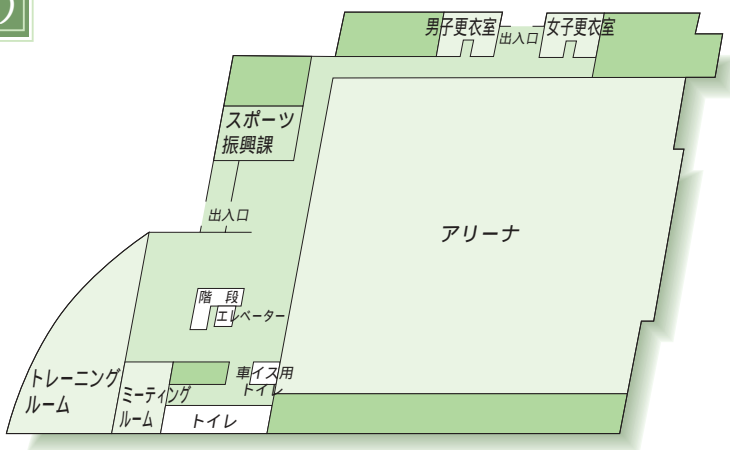 男子更衣室
出入口
女子更衣室
スポーツ
振興課
出入口
アリーナ
階 段
エレベーター
車イス用
トイレ
トレーニング
ルーム
ミーティング
ルーム
トイレ